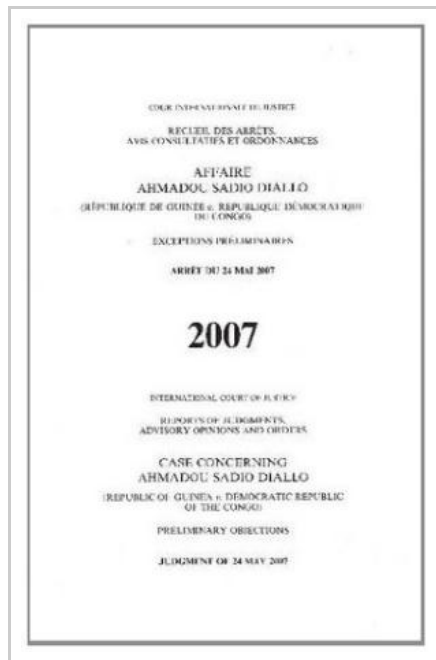 COUR INTERNATIONALE DE JUSTICE
RECUEIL DES ARRÊTS,
AVIS CONSULTATIFS ET ORDONNANCES
AFFAIRE
AHMADOU SADIO DIALLO
(RÉPUBLIQUE DE GUINÉE c. RÉPUBLIQUE DÉMOCRATIQUE
DU CONGO)
EXCEPTIONS PRÉLIMINAIRES
ARRÊT DU 24 MAI 2007
2007
INTERNATIONAL COURT OF JUSTICE
REPORTS OF JUDGMENTS,
ADVISORY OPINIONS AND ORDERS
CASE CONCERNING
AHMADOU SADIO DIALLO
(REPUBLIC OF GUINEA v. DEMOCRATIC REPUBLIC
OF THE CONGO)
PRELIMINARY OBJECTIONS
JUDGMENT OF 24 MAY 2007